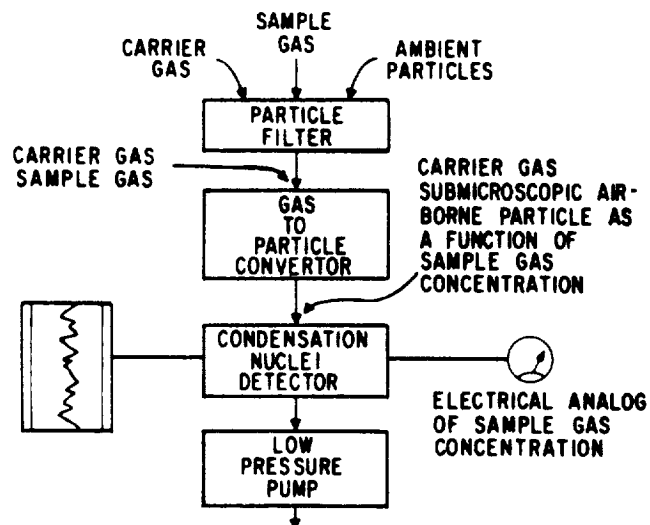 SAMPLE
GAS
CARRIER
GAS
AMBIENT
PARTICLES
PARTICLE
FILTER
CARRIER GAS
SAMPLE GAS
CARRIER GAS
SUBMICROSCOPIC AIR-
BORNE PARTICLE AS
A FUNCTION OF
SAMPLE GAS
CONCENTRATION
GAS
TO
PARTICLE
CONVERTOR
CONDENSATION
NUCLEI
DETECTOR
ELECTRICAL ANALOG
OF SAMPLE GAS
CONCENTRATION
LOW
PRESSURE
PUMP